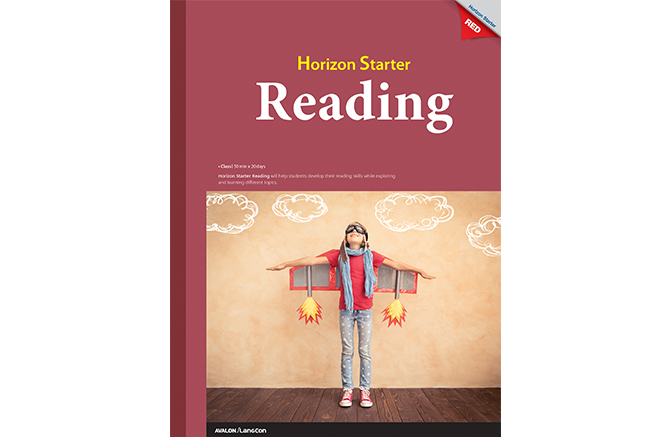 Horizon Starter
RED
Horizon Starter
Reading
• Class | 50 min x 20 days
Horizon Starter Reading will help students develop their reading skills while exploring
and learning different topics.
AVALON / Langcon